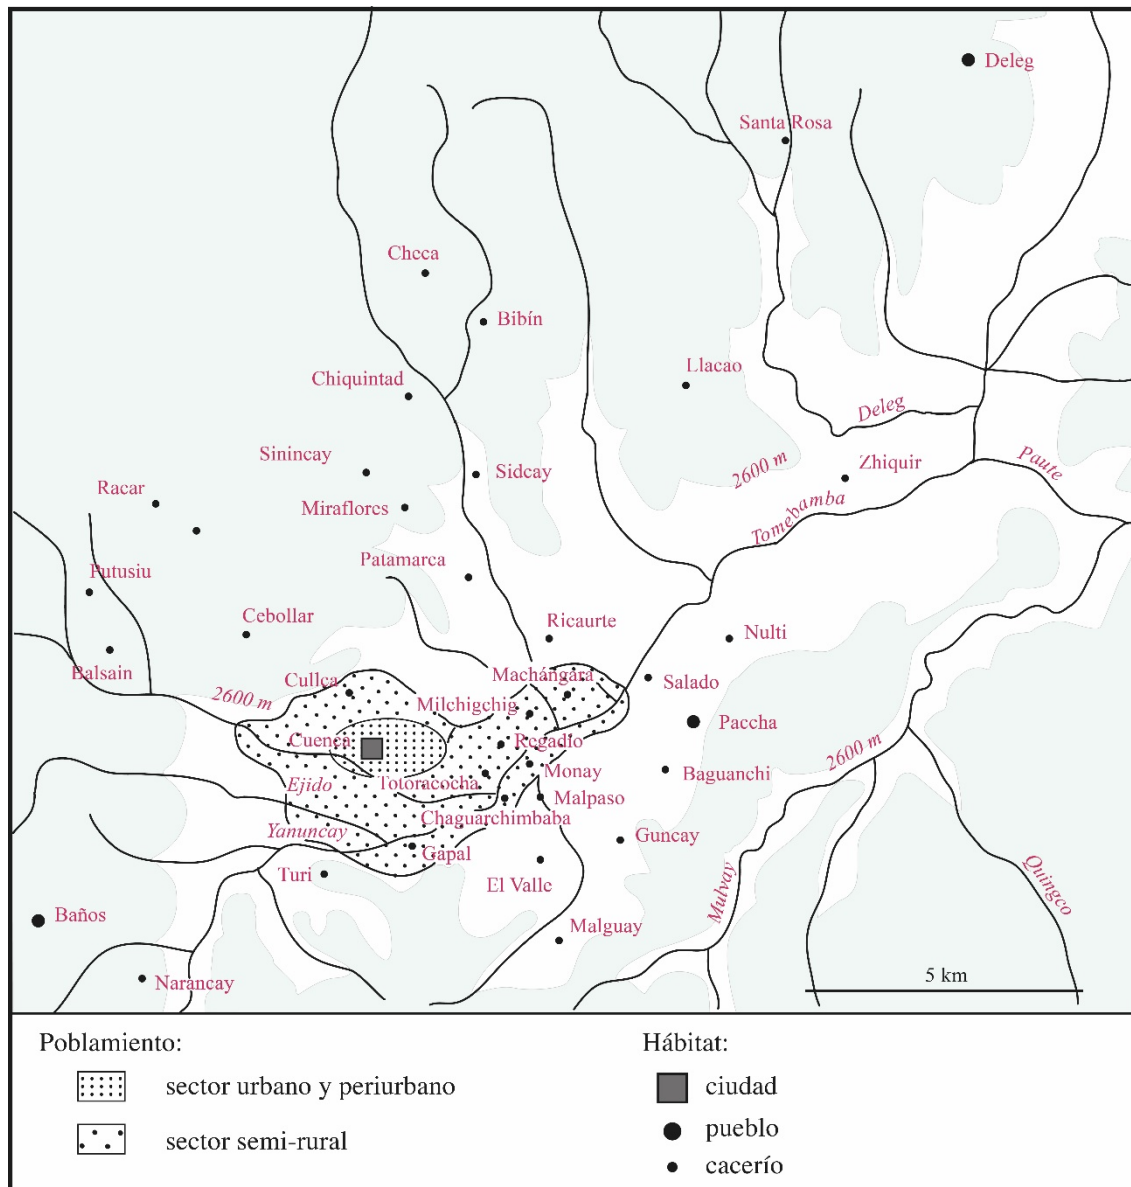 Deleg
Santa Rosa
Checa
Bibín
Llacao
Chiquintad
Deleg
Sinincay
2600 m
Zhiquir
Paute
Racar
Sidcay
Miraflores
Tomebamba
Patamarca
Putusiu
Cebollar
Ricaurte
Nulti
Balsain
Machángara
Cullca
Salado
2600 m
Milchigchig
Paccha
Cuenca
Regadío
2600 m
Ejido
Totoracocha
Monay
Baguanchi
Malpaso
Chaguarchimbaba
Yanuncay
Guncay
Gapal
Turi
El Valle
Mulvay
Quingco
Baños
Malguay
Narancay
5 km
Poblamiento:
sector urbano y periurbano
sector semi-rural
Hábitat:
ciudad
pueblo
cacerío